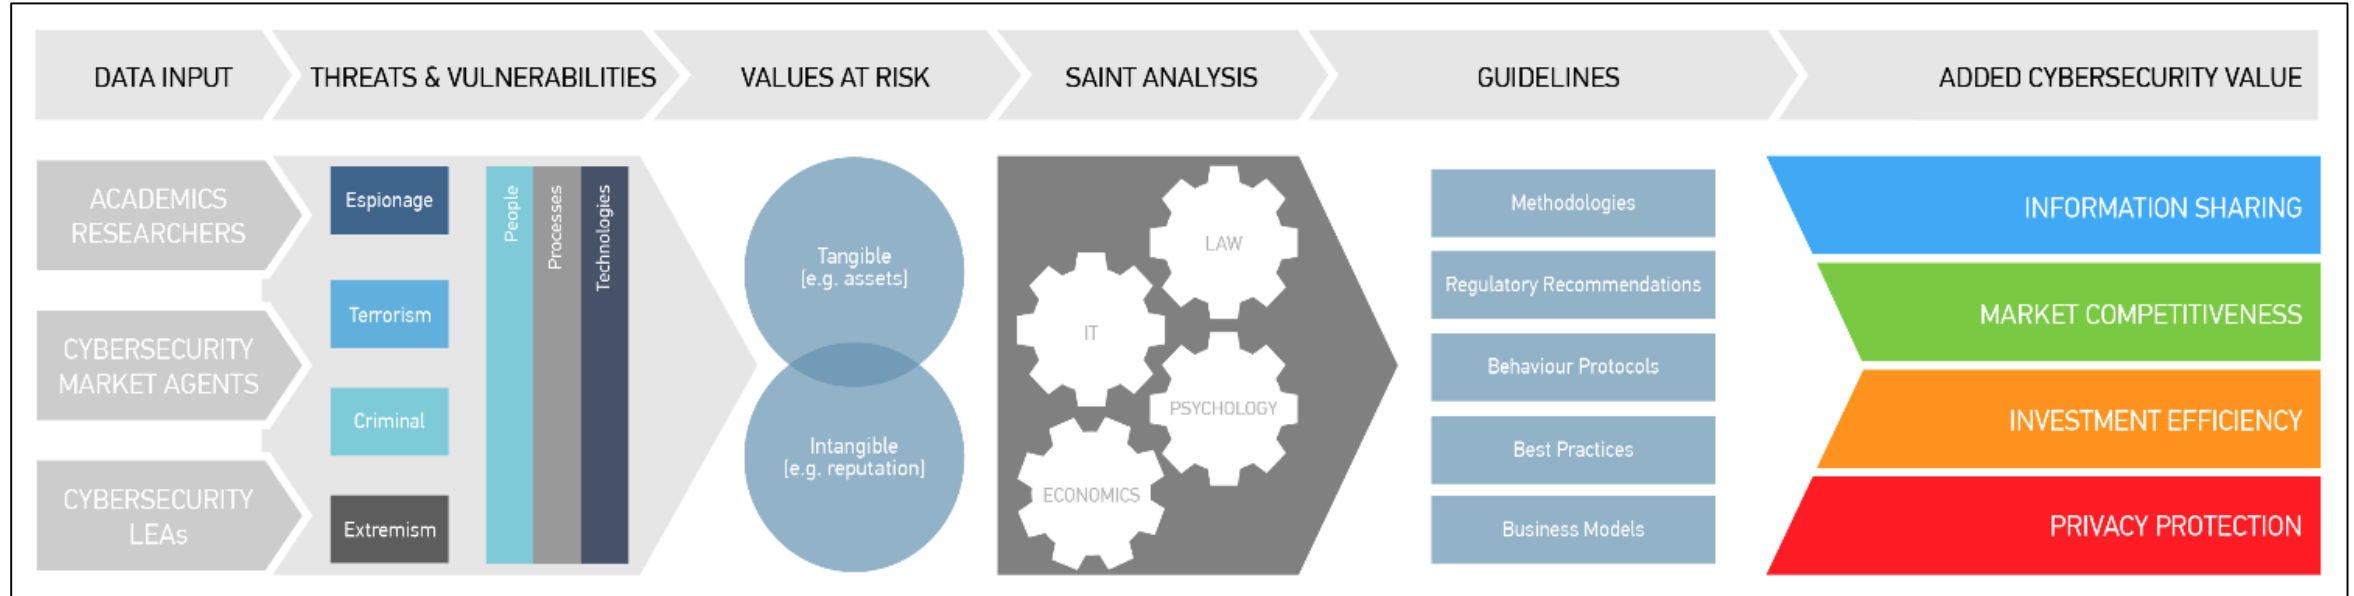 DATA INPUT
THREATS & VULNERABILITIES
VALUES AT RISK
SAINT ANALYSIS
GUIDELINES
ADDED CYBERSECURITY VALUE
ACADEMICS
RESEARCHERS
CYBERSECURITY
MARKET AGENTS
CYBERSECURITY
LEAs
Espionage
Terrorism
Criminal
Extremism
People
Processes
Technologies
Tangible
[e.g. assets]
Intangible
[e.g. reputation]
LAW
IT
PSYCHOLOGY
ECONOMICS
Methodologies
Regulatory Recommendations
Behaviour Protocols
Best Practices
Business Models
INFORMATION SHARING
MARKET COMPETITIVENESS
INVESTMENT EFFICIENCY
PRIVACY PROTECTION